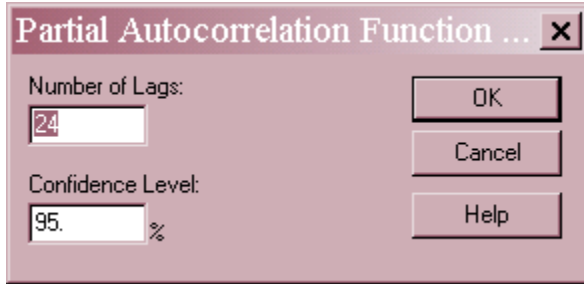 Partial Autocorrelation Function ...
Number of Lags:
24
Confidence Level:
95.
%
OK
Cancel
Help